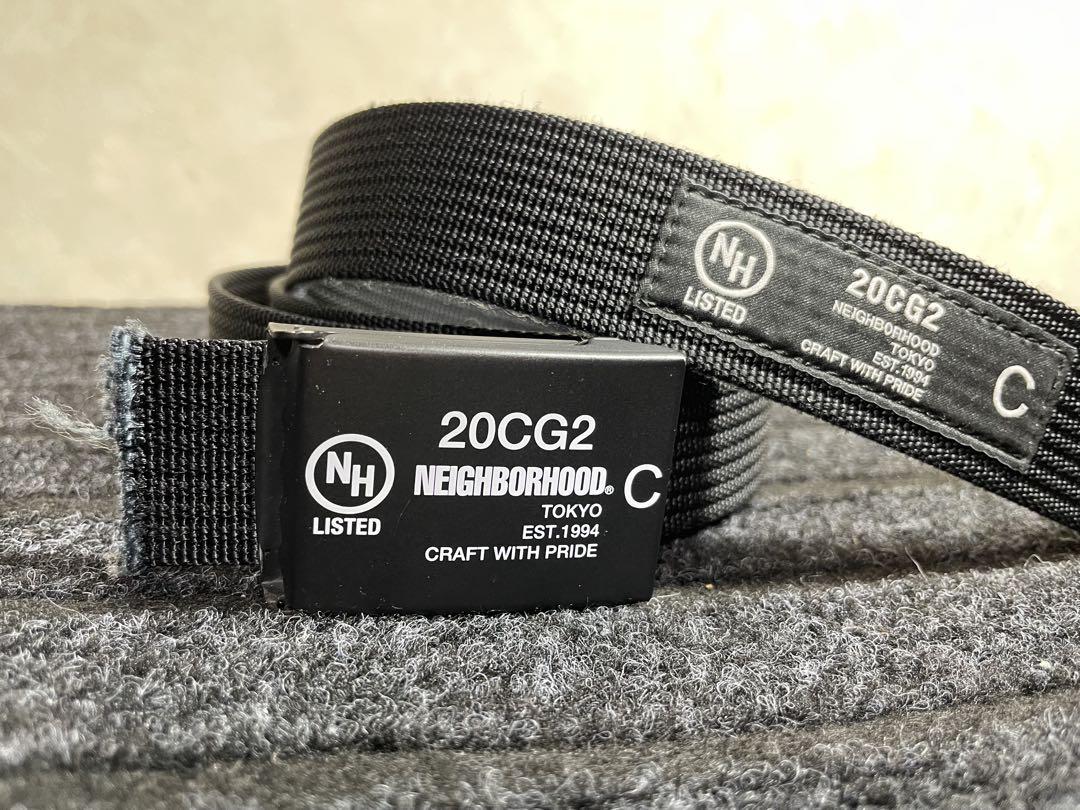 20CG2
NH
LISTED
NEIGHBORHOOD® C
TOKYO
EST.1994
CRAFT WITH PRIDE
NH
LISTED
20CG2
NEIGHBORHOOD
TOKYO
EST.1994
CRAFT WITH PRIDE
C